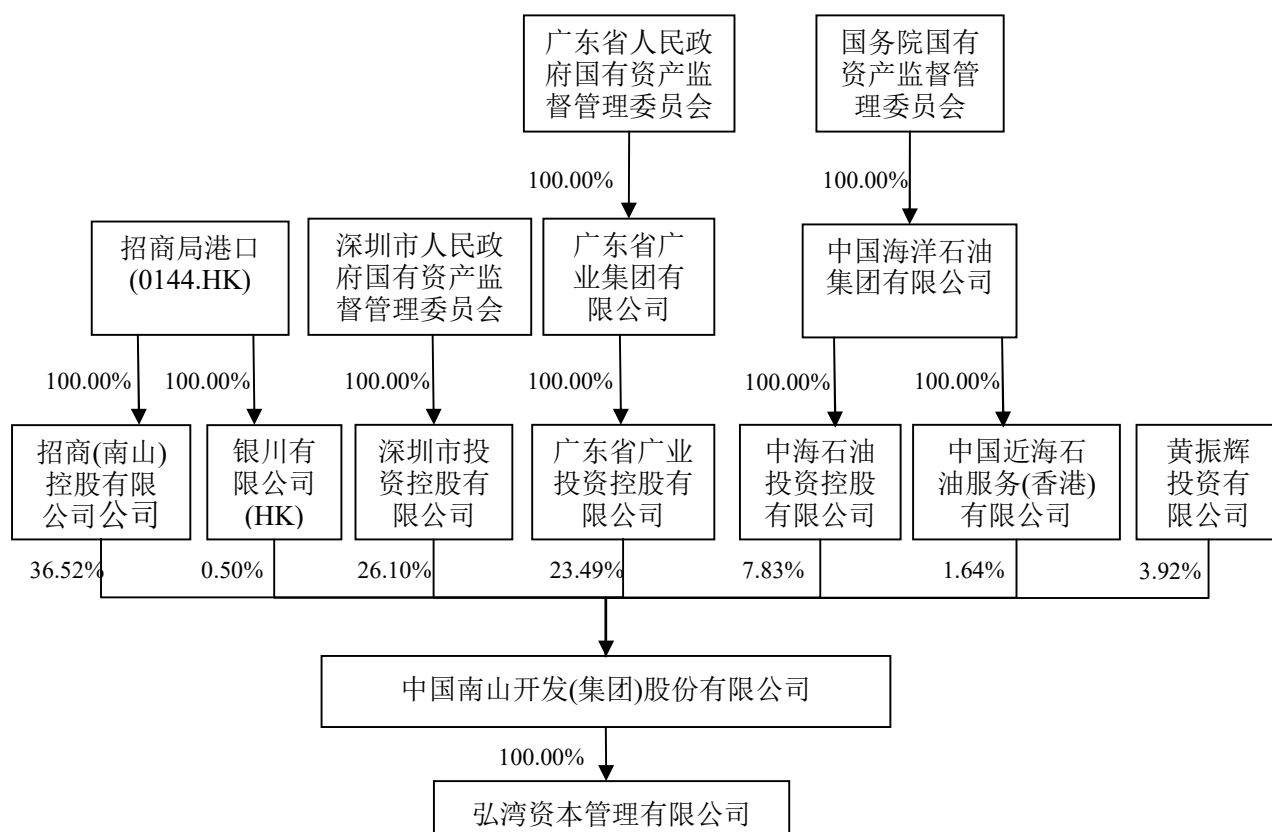 广东省人民政
府国有资产监
督管理委员会
国务院国有
资产监督管
理委员会
100.00%
100.00%
招商局港口
(0144.HK)
深圳市人民政
府国有资产监
督管理委员会
广东省广
业集团有
限公司
中国海洋石油
集团有限公司
100.00%
100.00%
100.00%
100.00%
100.00%
100.00%
招商(南山)
控股有限
公司公司
银川有
限公司
(HK)
深圳市投
资控股有
限公司
广东省广业
投资控股有
限公司
中海石油
投资控股
有限公司
中国近海石
油服务(香港)
有限公司
黄振辉
投资有
限公司
36.52%
0.50%
26.10%
23.49%
7.83%
1.64%
3.92%
中国南山开发(集团)股份有限公司
100.00%
弘湾资本管理有限公司